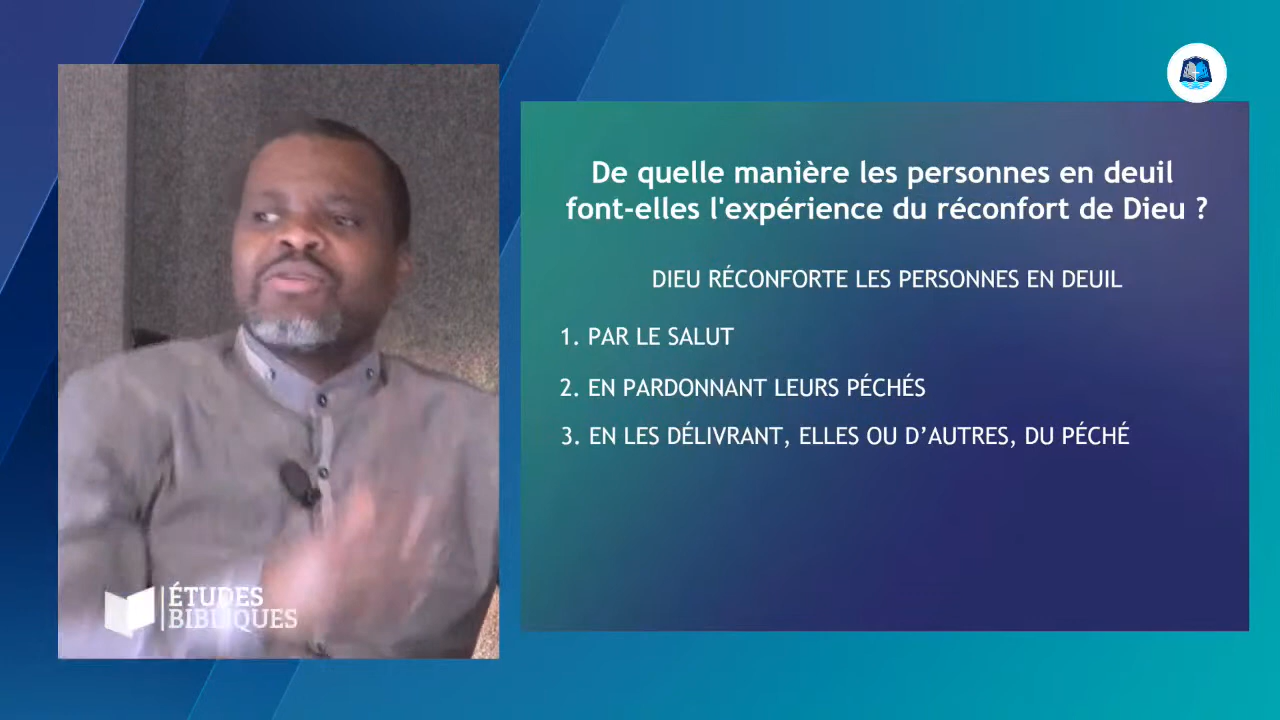 De quelle manière les personnes en deuil
font-elles l'expérience du réconfort de Dieu ?
DIEU RÉCONFORTE LES PERSONNES EN DEUIL
1. PAR LE SALUT
2. EN PARDONNANT LEURS PÉCHÉS
3. EN LES DÉLIVRANT, ELLES OU D’AUTRES, DU PÉCHÉ
ÉTUDES
BIBLIQUES